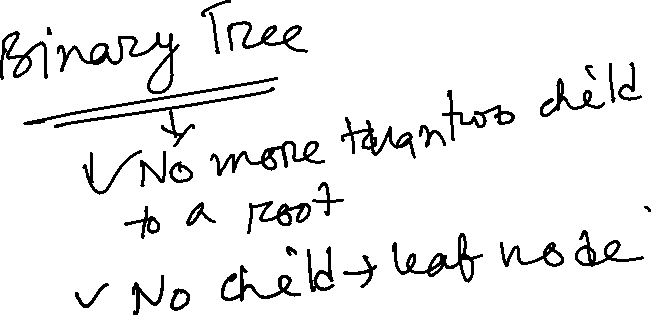 Binary Tree
↓
✓ No more than two child
to a root
✓ No child → leaf node